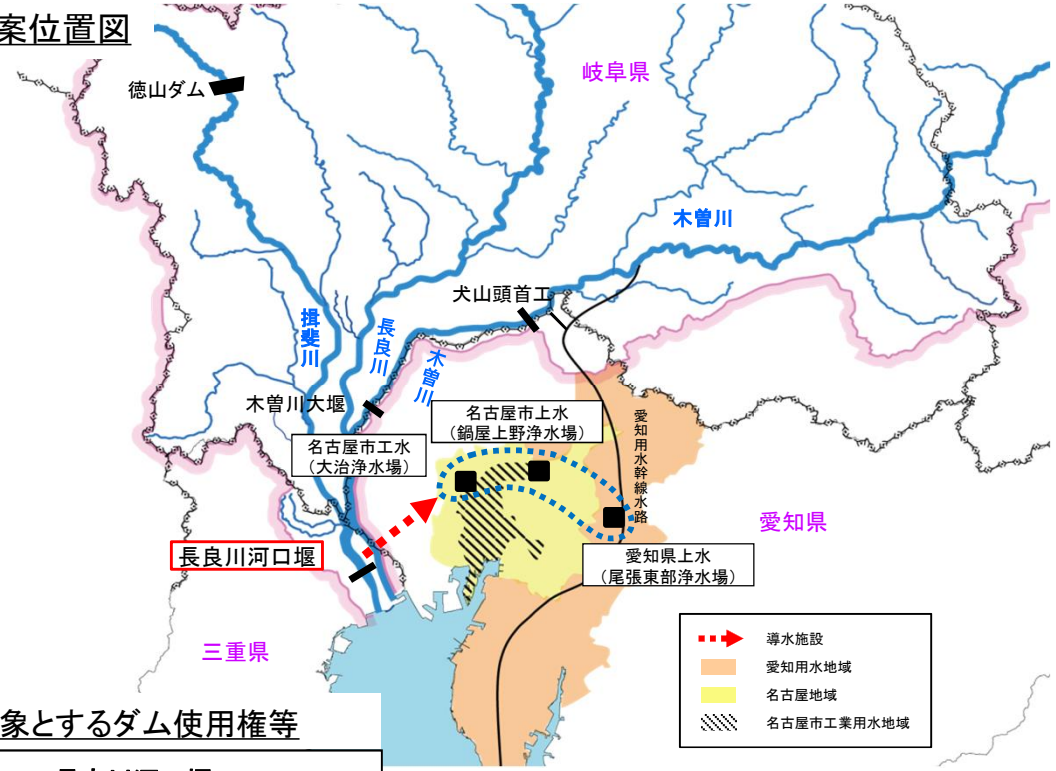 案位置図
岐阜県
徳山ダム
木曽川
犬山頭首工
揖斐川
長良川
木曽川
木曽川大堰
名古屋市上水
(鍋屋上野浄水場)
名古屋市工水
(大治浄水場)
愛知用水幹線水路
愛知県
長良川河口堰
愛知県上水
(尾張東部浄水場)
三重県
導水施設
愛知用水地域
名古屋地域
名古屋市工業用水地域
象とするダム使用権等